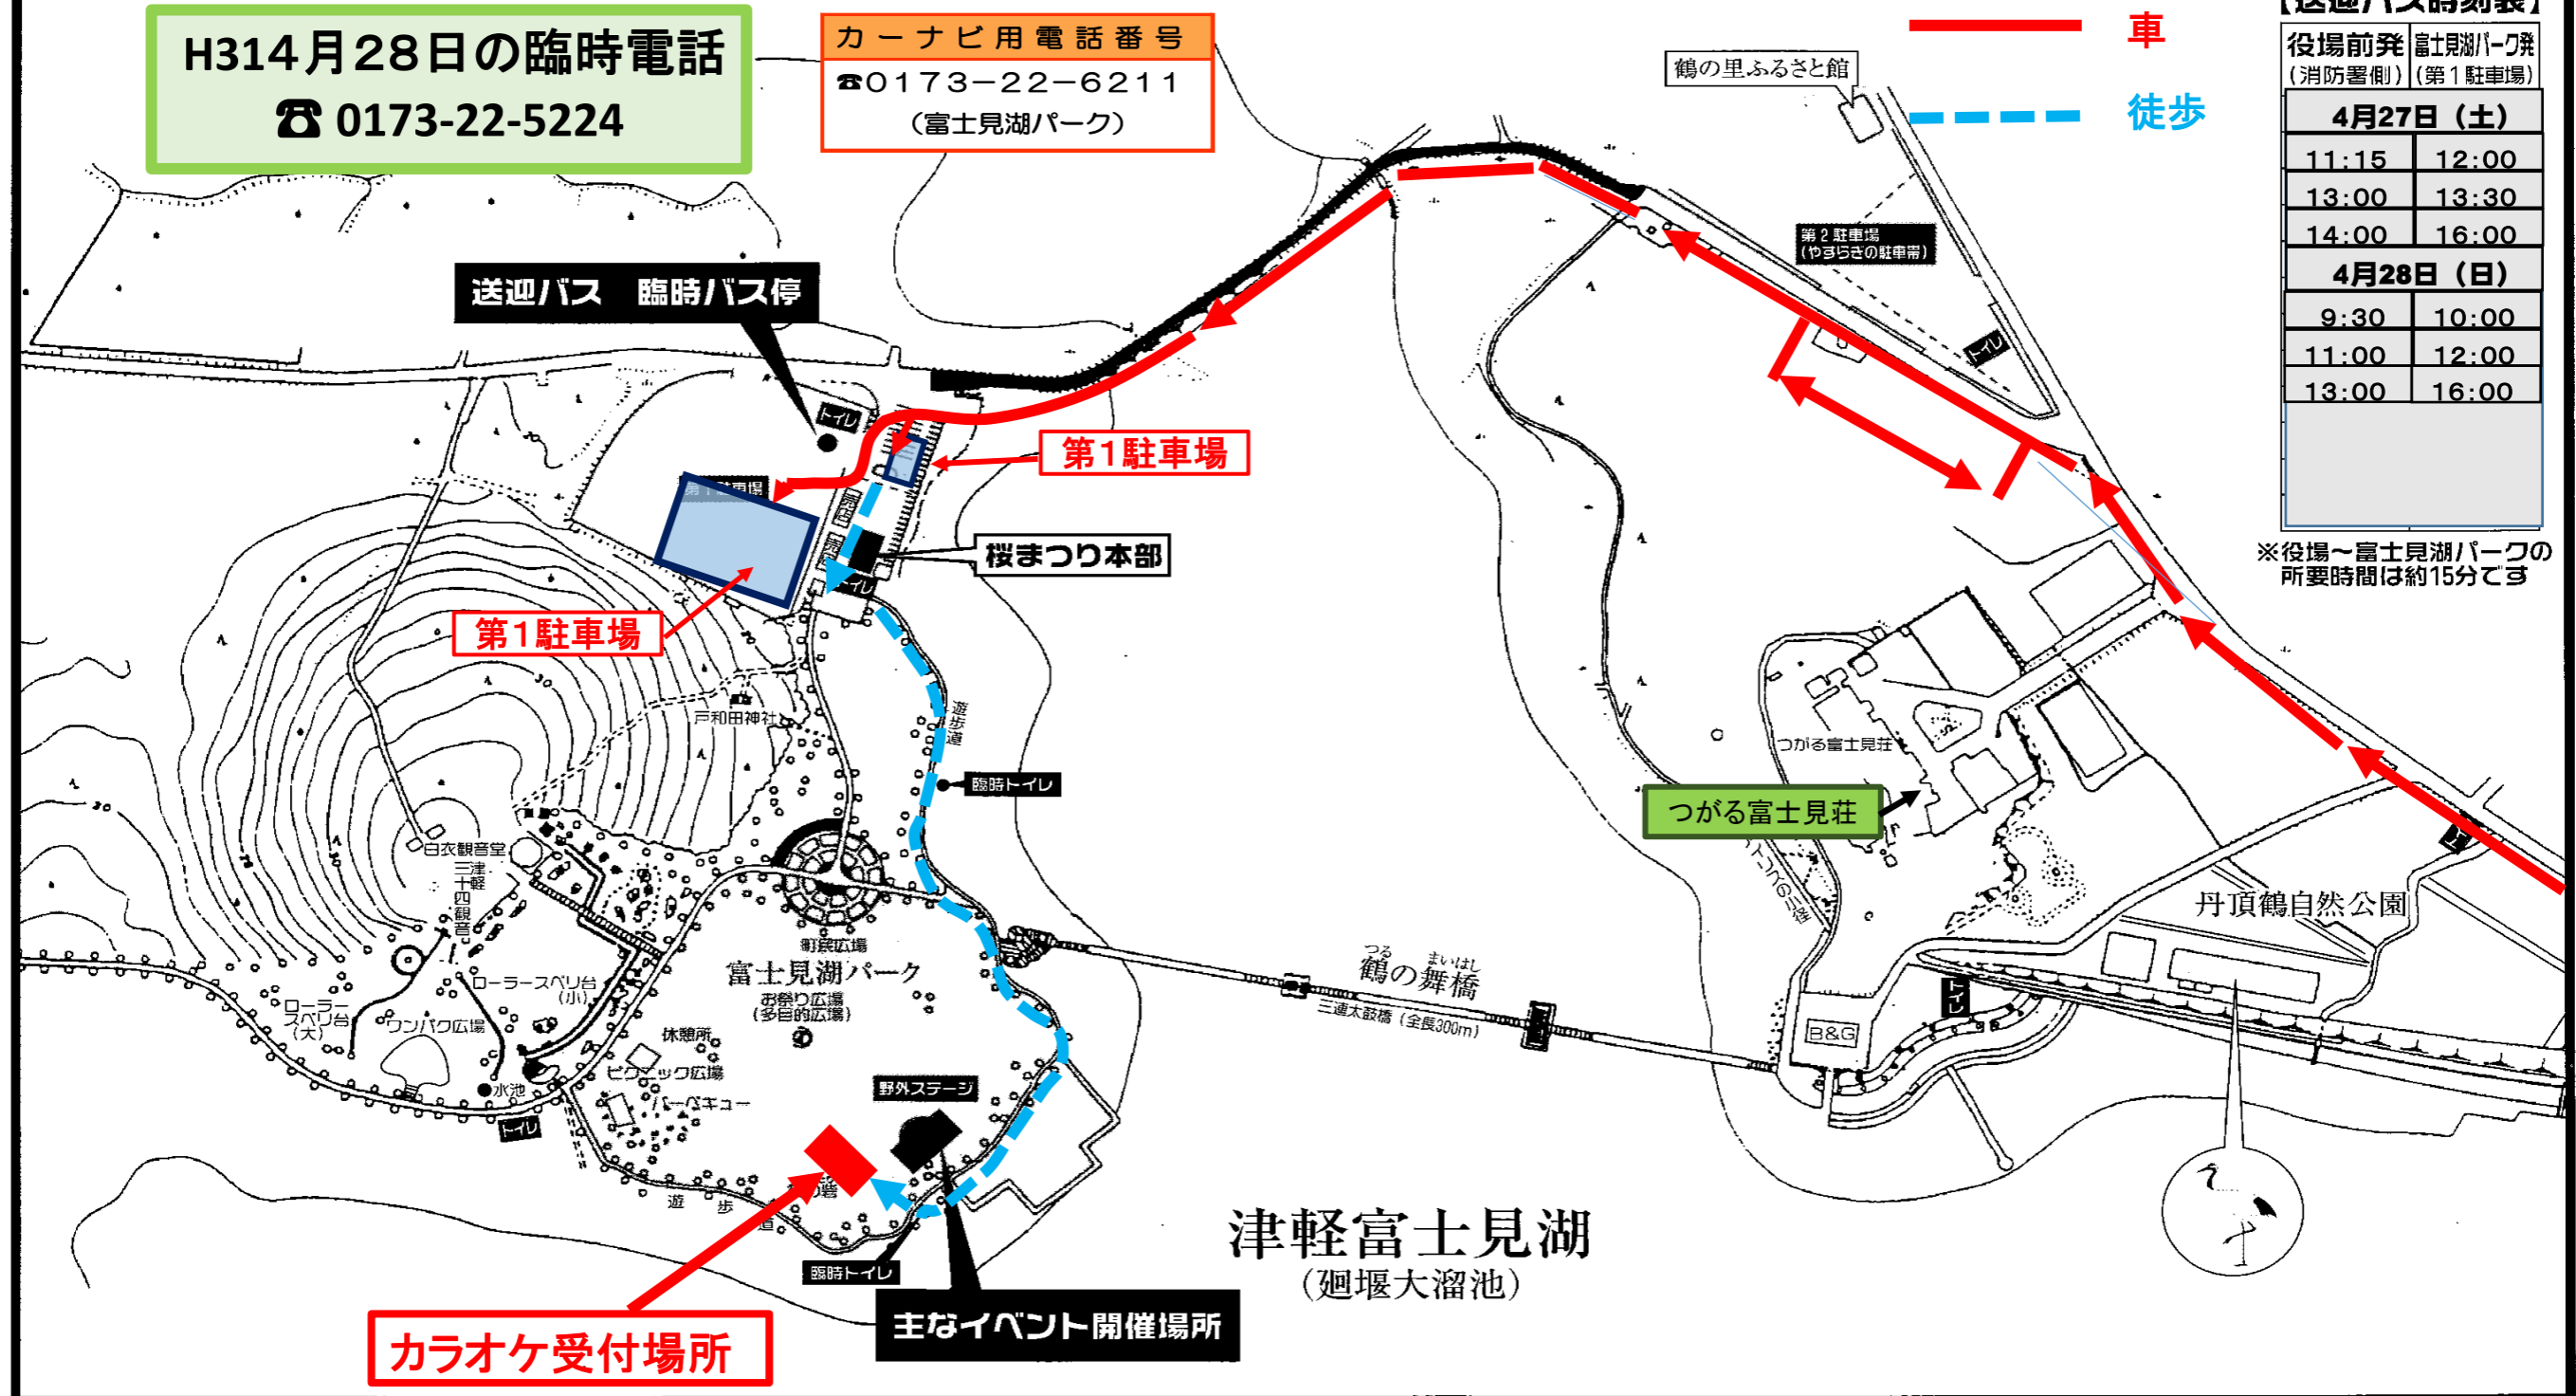 H314月28日の臨時電話
☎ 0173-22-5224
カーナビ用電話番号
☎0173−22−6211
（富士見湖パーク）
車
徒歩
【送迎バス時刻表】
役場前発 富士見湖パーク発
(消防署側) (第1駐車場)
4月27日（土）
11:15 12:00
13:00 13:30
14:00 16:00
4月28日（日）
9:30 10:00
11:00 12:00
13:00 16:00
※役場～富士見湖パークの
所要時間は約15分です
鶴の里ふるさと館
第2駐車場
(やすらぎの駐車帯)
トイレ
送迎バス 臨時バス停
トイレ
第1駐車場
第1駐車場
桜まつり本部
トイレ
第1駐車場
戸和田神社
遊歩道
臨時トイレ
つがる富士見荘
つがる富士見荘
トイレ
丹頂鶴自然公園
白衣観音堂
津軽
三十四観音
町民広場
富士見湖パーク
お祭り広場
(多目的広場)
ローラースベリ台
(小)
ローラー
スベリ台
(大)
ワンパク広場
休憩所
ピクニック広場
バーベキュー
水池
トイレ
つる まいはし
鶴の舞橋
三連太鼓橋（全長300m）
B&G
トイレ
野外ステージ
遊歩道
臨時トイレ
津軽富士見湖
（廻堰大溜池）
主なイベント開催場所
カラオケ受付場所